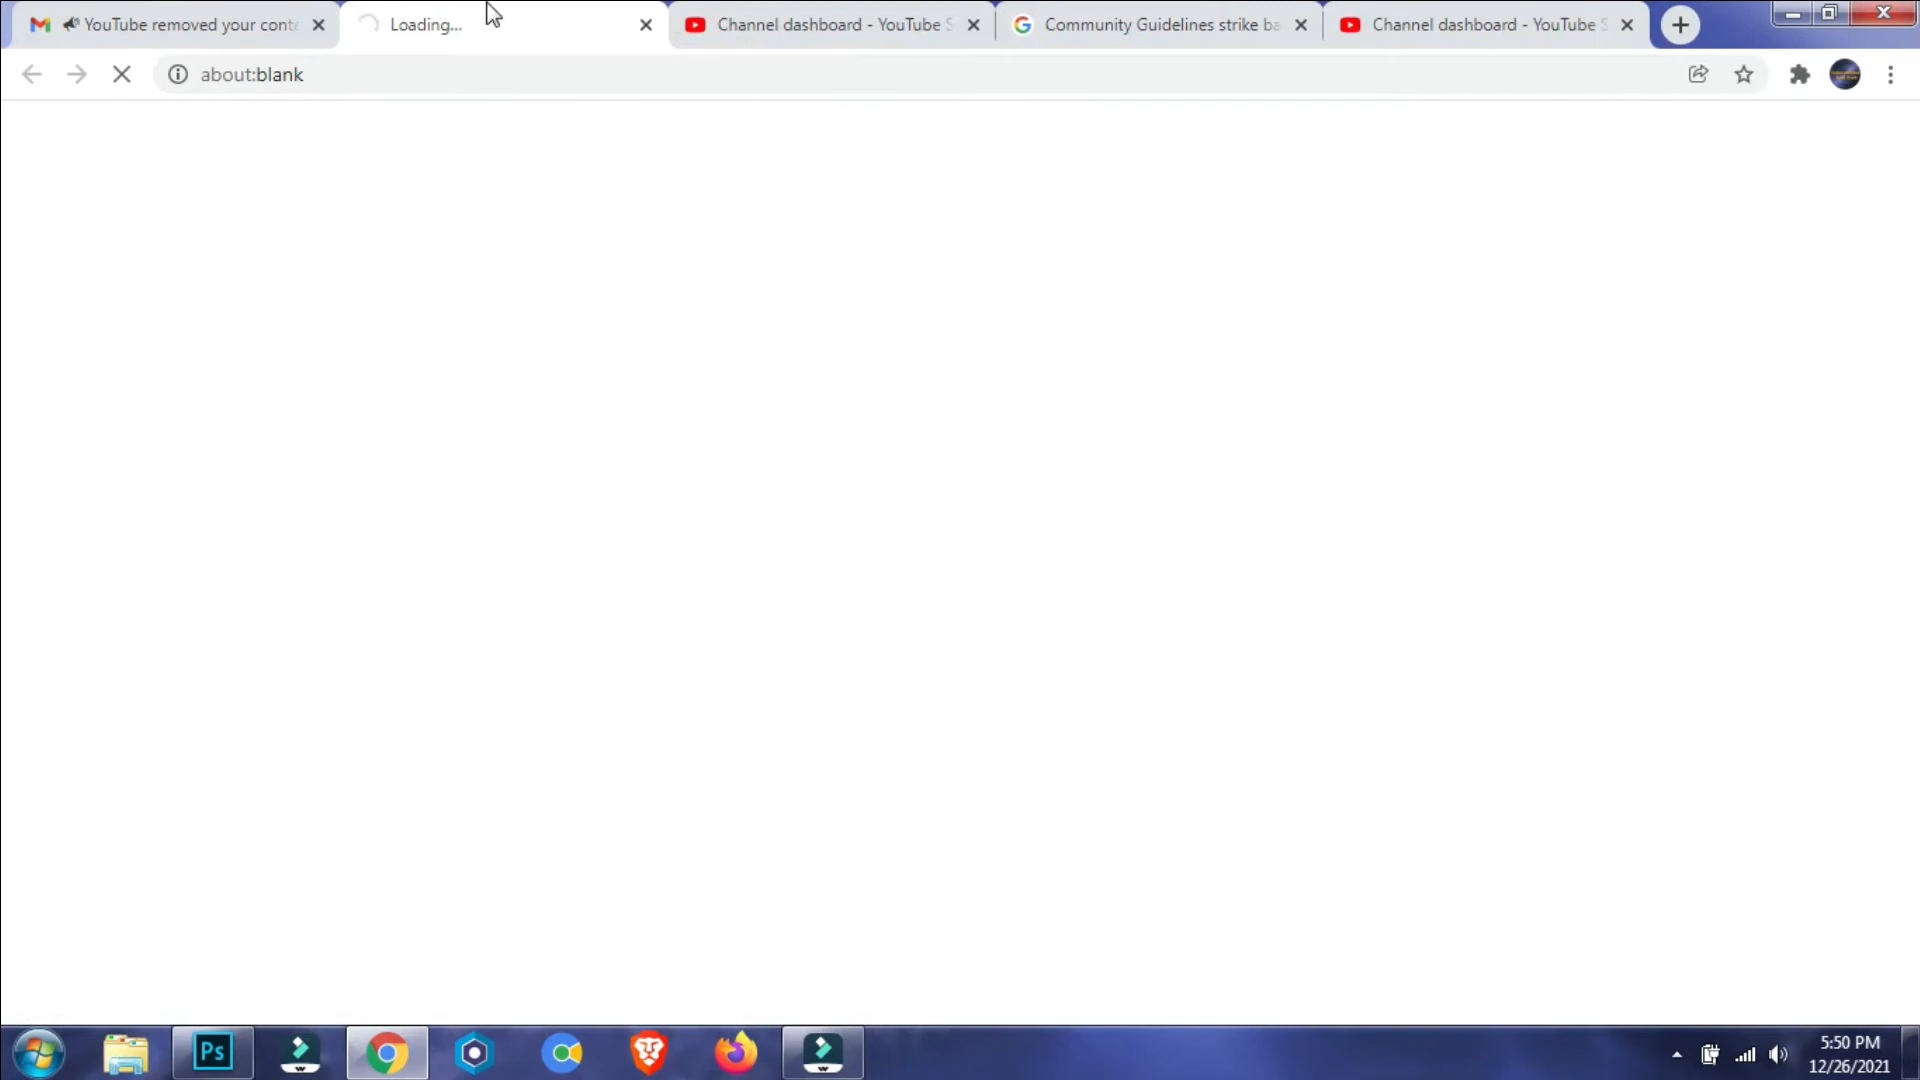 YouTube removed your conte
Loading...
Channel dashboard - YouTube S
Community Guidelines strike ba
Channel dashboard - YouTube S
about:blank
Ps
5:50 PM
12/26/2021